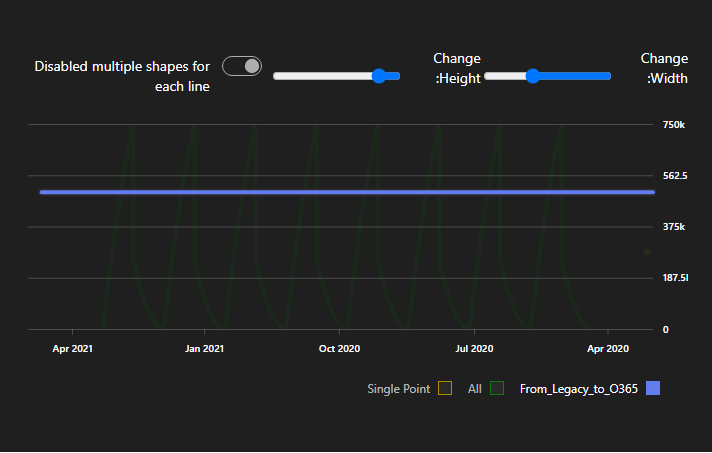 Disabled multiple shapes for
each line
Change
:Height
Change
:Width
750k
562.5
375k
187.5l
0
Apr 2021
Jan 2021
Oct 2020
Jul 2020
Apr 2020
Single Point
All
From_Legacy_to_O365